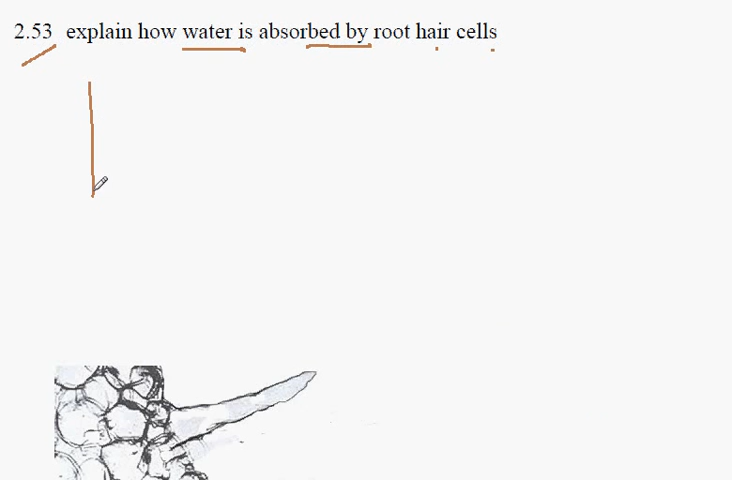 2.53 explain how water is absorbed by root hair cells